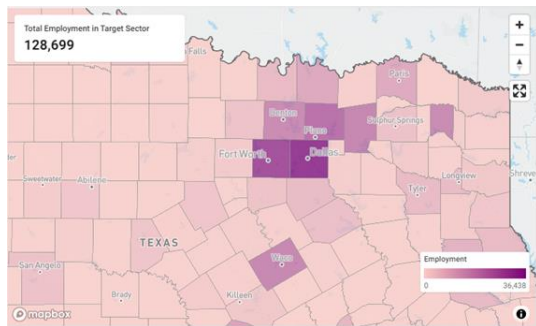 Total Employment in Target Sector
128,699
Falls
Paris
Denton
Sulphur Springs
Plano
Fort Worth
Dallas
Sweetwater
Abilene
Longview
Shreve
Tyler
TEXAS
Waco
San Angelo
Brady
Killeen
Employment
0
36,438
mapbox